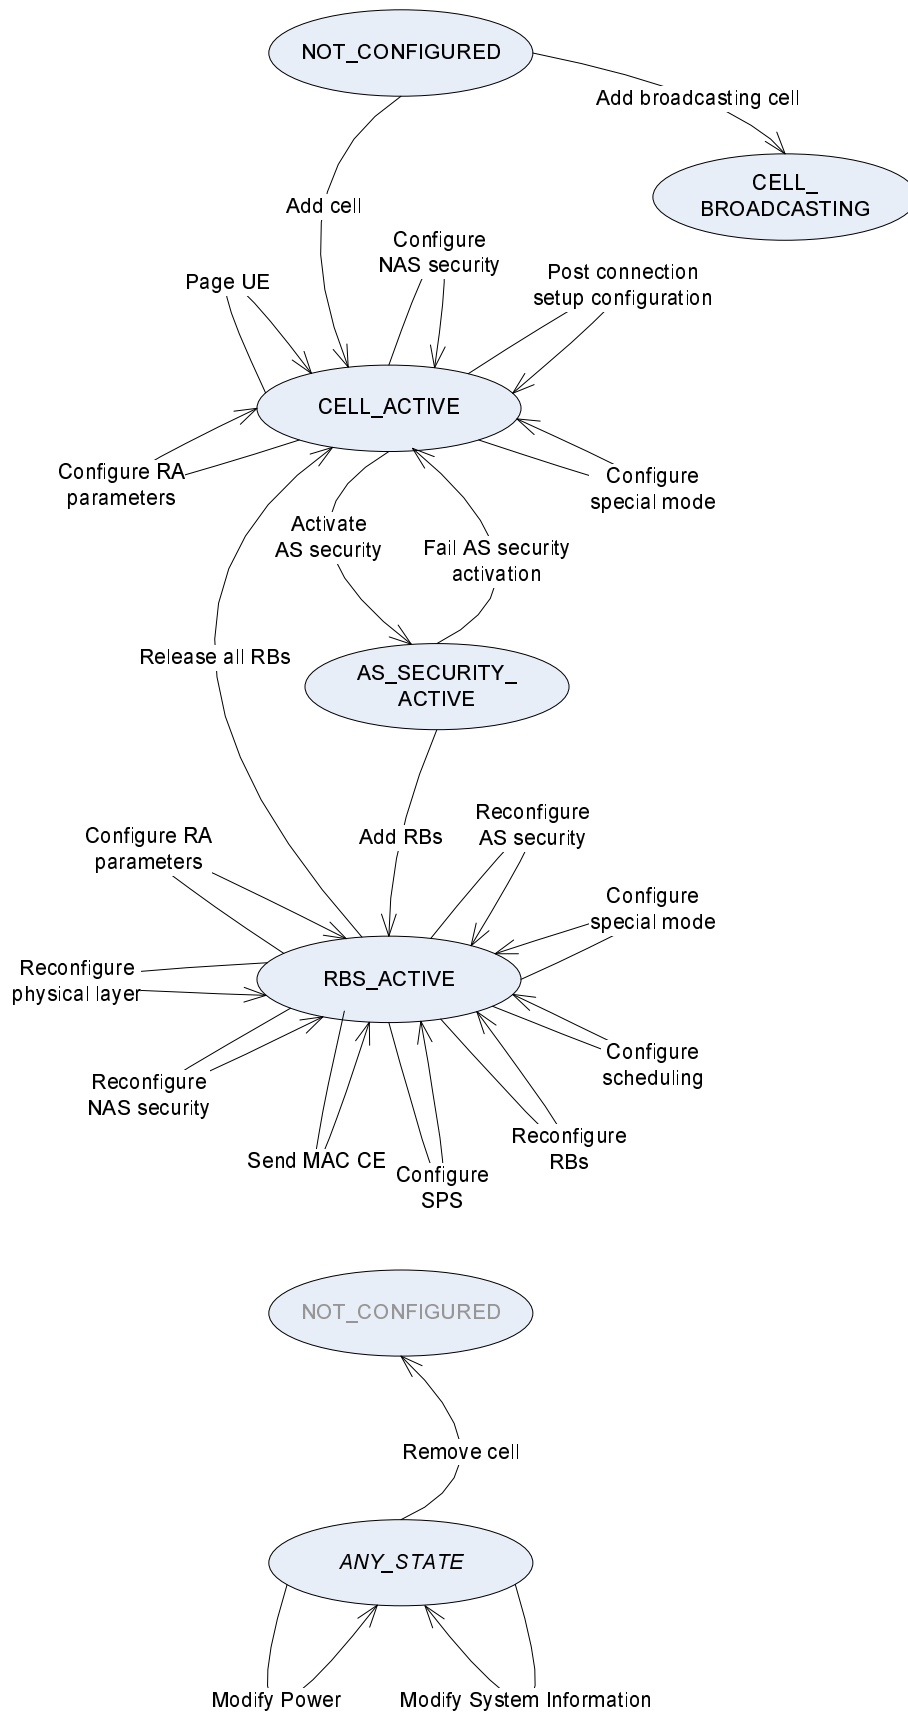 NOT_CONFIGURED
Add broadcasting cell
CELL_
BROADCASTING
Add cell
Configure
NAS security
Page UE
Post connection
setup configuration
CELL_ACTIVE
Configure RA
parameters
Configure
special mode
Activate
AS security
Fail AS security
activation
Release all RBs
AS_SECURITY_
ACTIVE
Add RBs
Reconfigure
AS security
Configure RA
parameters
Configure
special mode
Reconfigure
physical layer
RBS_ACTIVE
Configure
scheduling
Reconfigure
NAS security
Send MAC CE
Configure
SPS
Reconfigure
RBs
NOT_CONFIGURED
Remove cell
ANY_STATE
Modify Power
Modify System Information